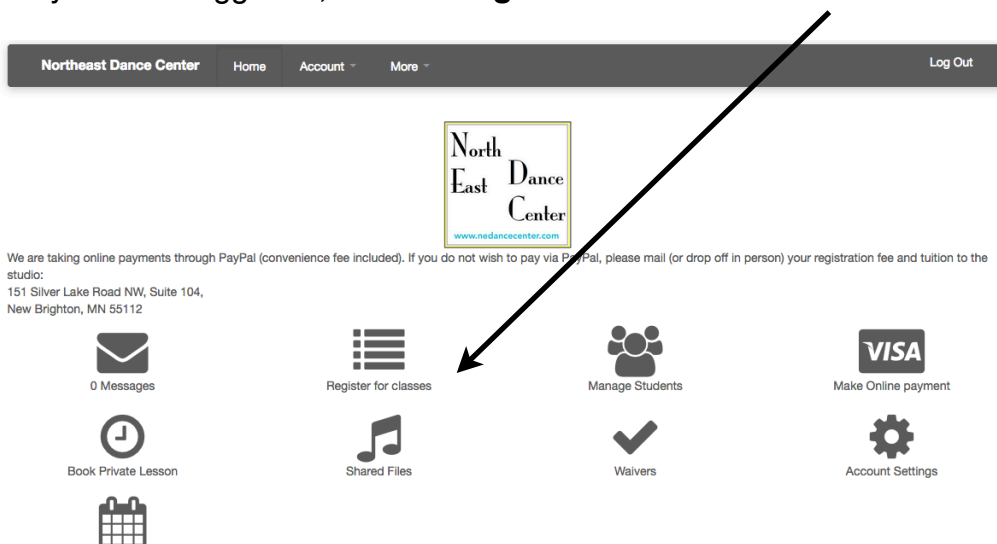 Northeast Dance Center Home Account More Log Out
North
East Dance
Center
www.nedancecenter.com
We are taking online payments through PayPal (convenience fee included). If you do not wish to pay via PayPal, please mail (or drop off in person) your registration fee and tuition to the
studio:
151 Silver Lake Road NW, Suite 104,
New Brighton, MN 55112
0 Messages Register for classes Manage Students VISA Make Online payment
Book Private Lesson Shared Files Waivers Account Settings